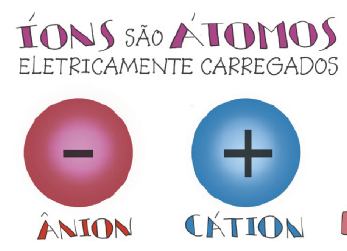 ÍONS são ÁTOMOS
ELETRICAMENTE CARREGADOS
− +
ÂNION CÁTION